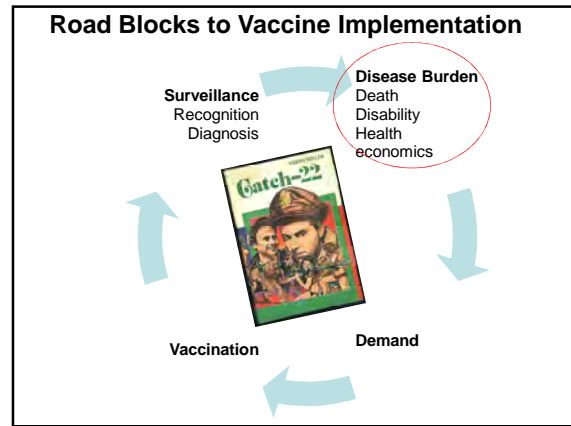 Road Blocks to Vaccine Implementation
Surveillance
Recognition
Diagnosis
Disease Burden
Death
Disability
Health
economics
Catch-22
Vaccination
Demand